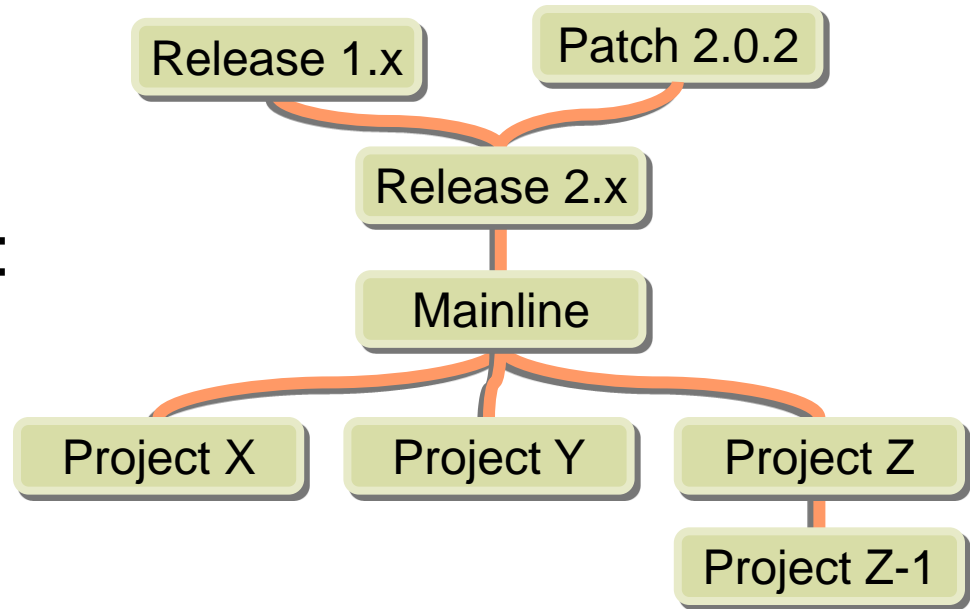 Release 1.x
Patch 2.0.2
Release 2.x
:
Mainline
Project X
Project Y
Project Z
Project Z-1